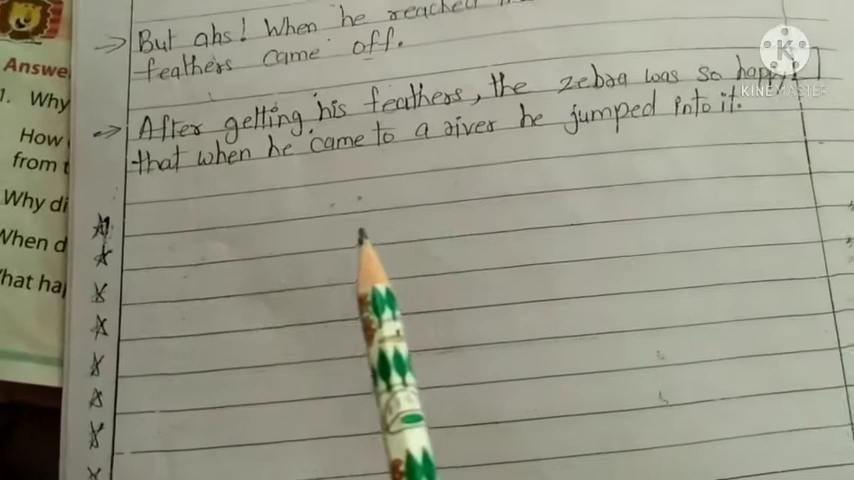 But ahs! When he reached
feathers came off.
After getting his feathers, the zebra was so happy!
that when he came to a river he jumped into it.
Answe
1. Why
How
from t
Why di
When d
hat ha
KINEMASTER